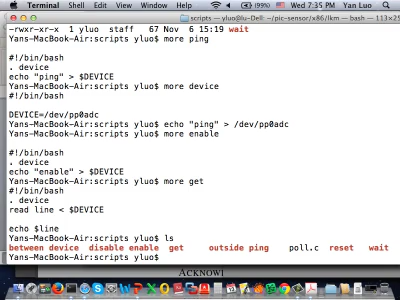 Terminal Shell Edit View Window Help (99%) Wed 7:35 PM Yan Luo
scripts — yluo@lu-Dell: ~/pic-sensor/x86/lkm — bash — 113×25
-rwxr-xr-x 1 yluo staff 67 Nov 6 15:19 wait
Yans-MacBook-Air:scripts yluo$ more ping
#!/bin/bash
. device
echo "ping" > $DEVICE
Yans-MacBook-Air:scripts yluo$ more device
#!/bin/bash
DEVICE=/dev/pp0adc
Yans-MacBook-Air:scripts yluo$ echo "ping" > /dev/pp0adc
Yans-MacBook-Air:scripts yluo$ more enable
#!/bin/bash
. device
echo "enable" > $DEVICE
Yans-MacBook-Air:scripts yluo$ more get
#!/bin/bash
. device
read line < $DEVICE
echo $line
Yans-MacBook-Air:scripts yluo$ ls
between device disable enable get outside ping poll.c reset wait
Yans-MacBook-Air:scripts yluo$
ACKNOWL